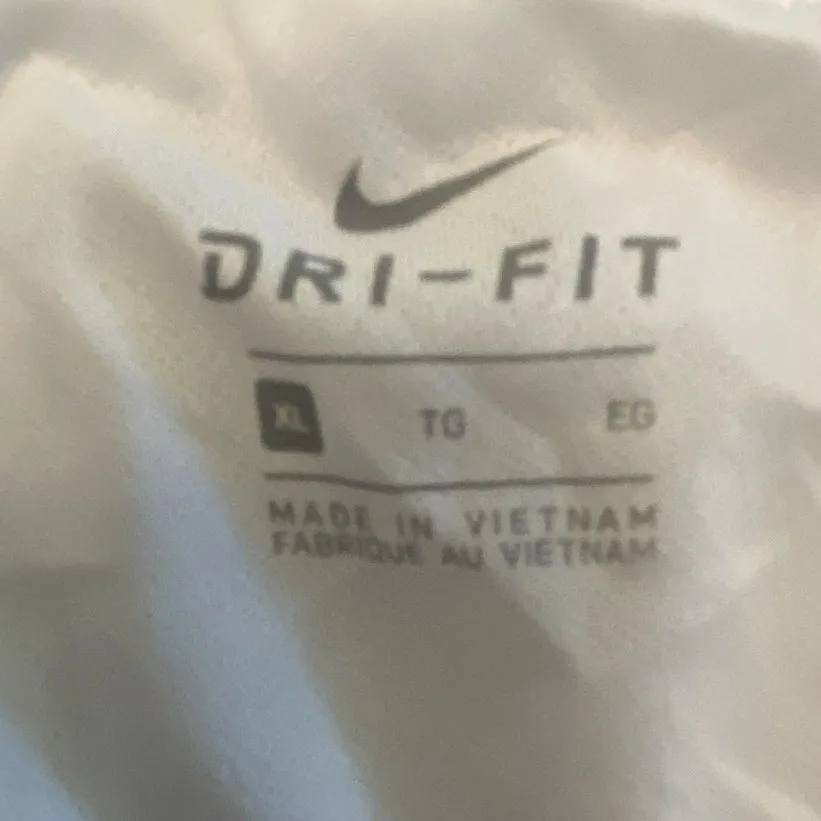 DRI-FIT
XL TG EG
MADE IN VIETNAM
FABRIQUE AU VIETNAM